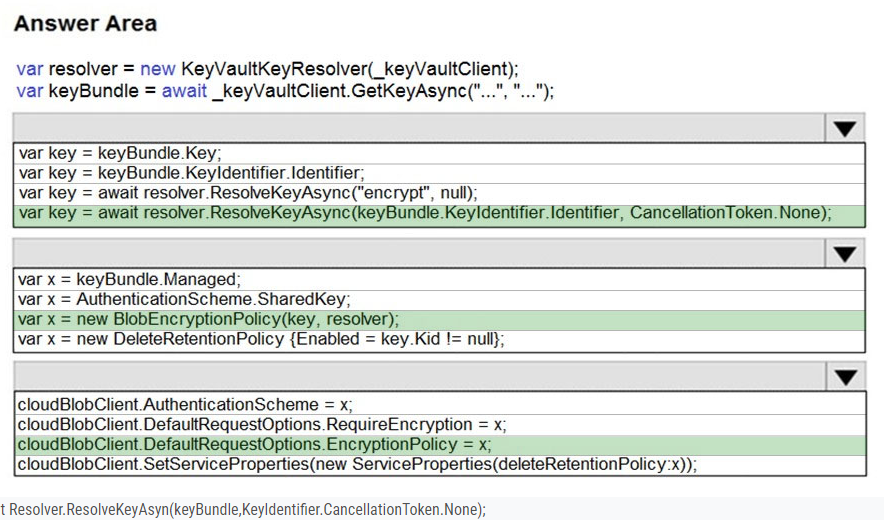 Answer Area
var resolver = new KeyVaultKeyResolver(_keyVaultClient);
var keyBundle = await _keyVaultClient.GetKeyAsync("...", "...");
var key = keyBundle.Key;
var key = keyBundle.KeyIdentifier.Identifier;
var key = await resolver.ResolveKeyAsync("encrypt", null);
var key = await resolver.ResolveKeyAsync(keyBundle.KeyIdentifier.Identifier, CancellationToken.None);
var x = keyBundle.Managed;
var x = AuthenticationScheme.SharedKey;
var x = new BlobEncryptionPolicy(key, resolver);
var x = new DeleteRetentionPolicy {Enabled = key.Kid != null};
cloudBlobClient.AuthenticationScheme = x;
cloudBlobClient.DefaultRequestOptions.RequireEncryption = x;
cloudBlobClient.DefaultRequestOptions.EncryptionPolicy = x;
cloudBlobClient.SetServiceProperties(new ServiceProperties(deleteRetentionPolicy:x));
t Resolver.ResolveKeyAsyn(keyBundle,KeyIdentifier.CancellationToken.None);